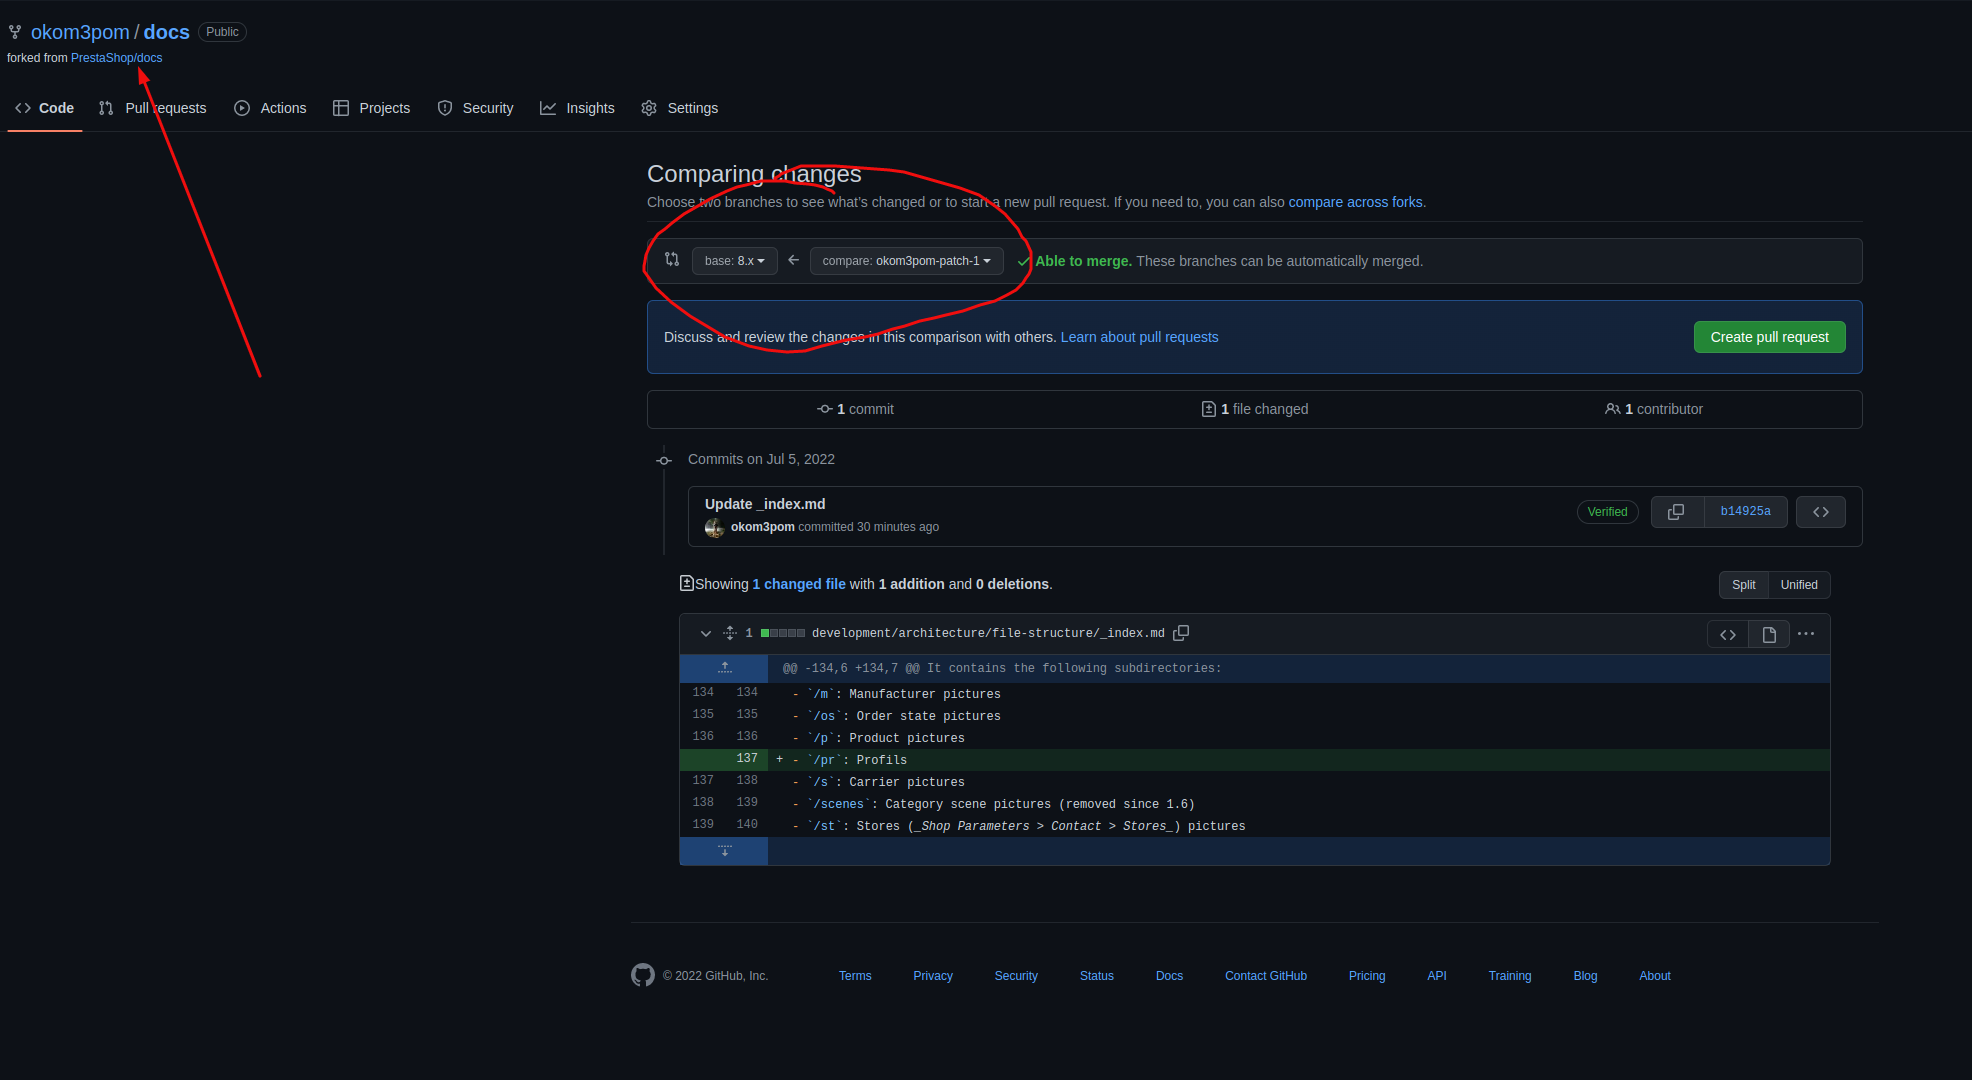 okom3pom / docs Public
forked from PrestaShop/docs
Code Pull requests Actions Projects Security Insights Settings
Comparing changes
Choose two branches to see what's changed or to start a new pull request. If you need to, you can also compare across forks.
base: 8.x compare: okom3pom-patch-1 Able to merge. These branches can be automatically merged.
Discuss and review the changes in this comparison with others. Learn about pull requests
Create pull request
1 commit 1 file changed 1 contributor
Commits on Jul 5, 2022
Update _index.md
okom3pom committed 30 minutes ago
Verified b14925a
Showing 1 changed file with 1 addition and 0 deletions.
Split Unified
1 development/architecture/file-structure/_index.md
@@ -134,6 +134,7 @@ It contains the following subdirectories:
134 134 - `/m`: Manufacturer pictures
135 135 - `/os`: Order state pictures
136 136 - `/p`: Product pictures
137 + - `/pr`: Profils
137 138 - `/s`: Carrier pictures
138 139 - `/scenes`: Category scene pictures (removed since 1.6)
139 140 - `/st`: Stores (_Shop Parameters > Contact > Stores_) pictures
© 2022 GitHub, Inc. Terms Privacy Security Status Docs Contact GitHub Pricing API Training Blog About